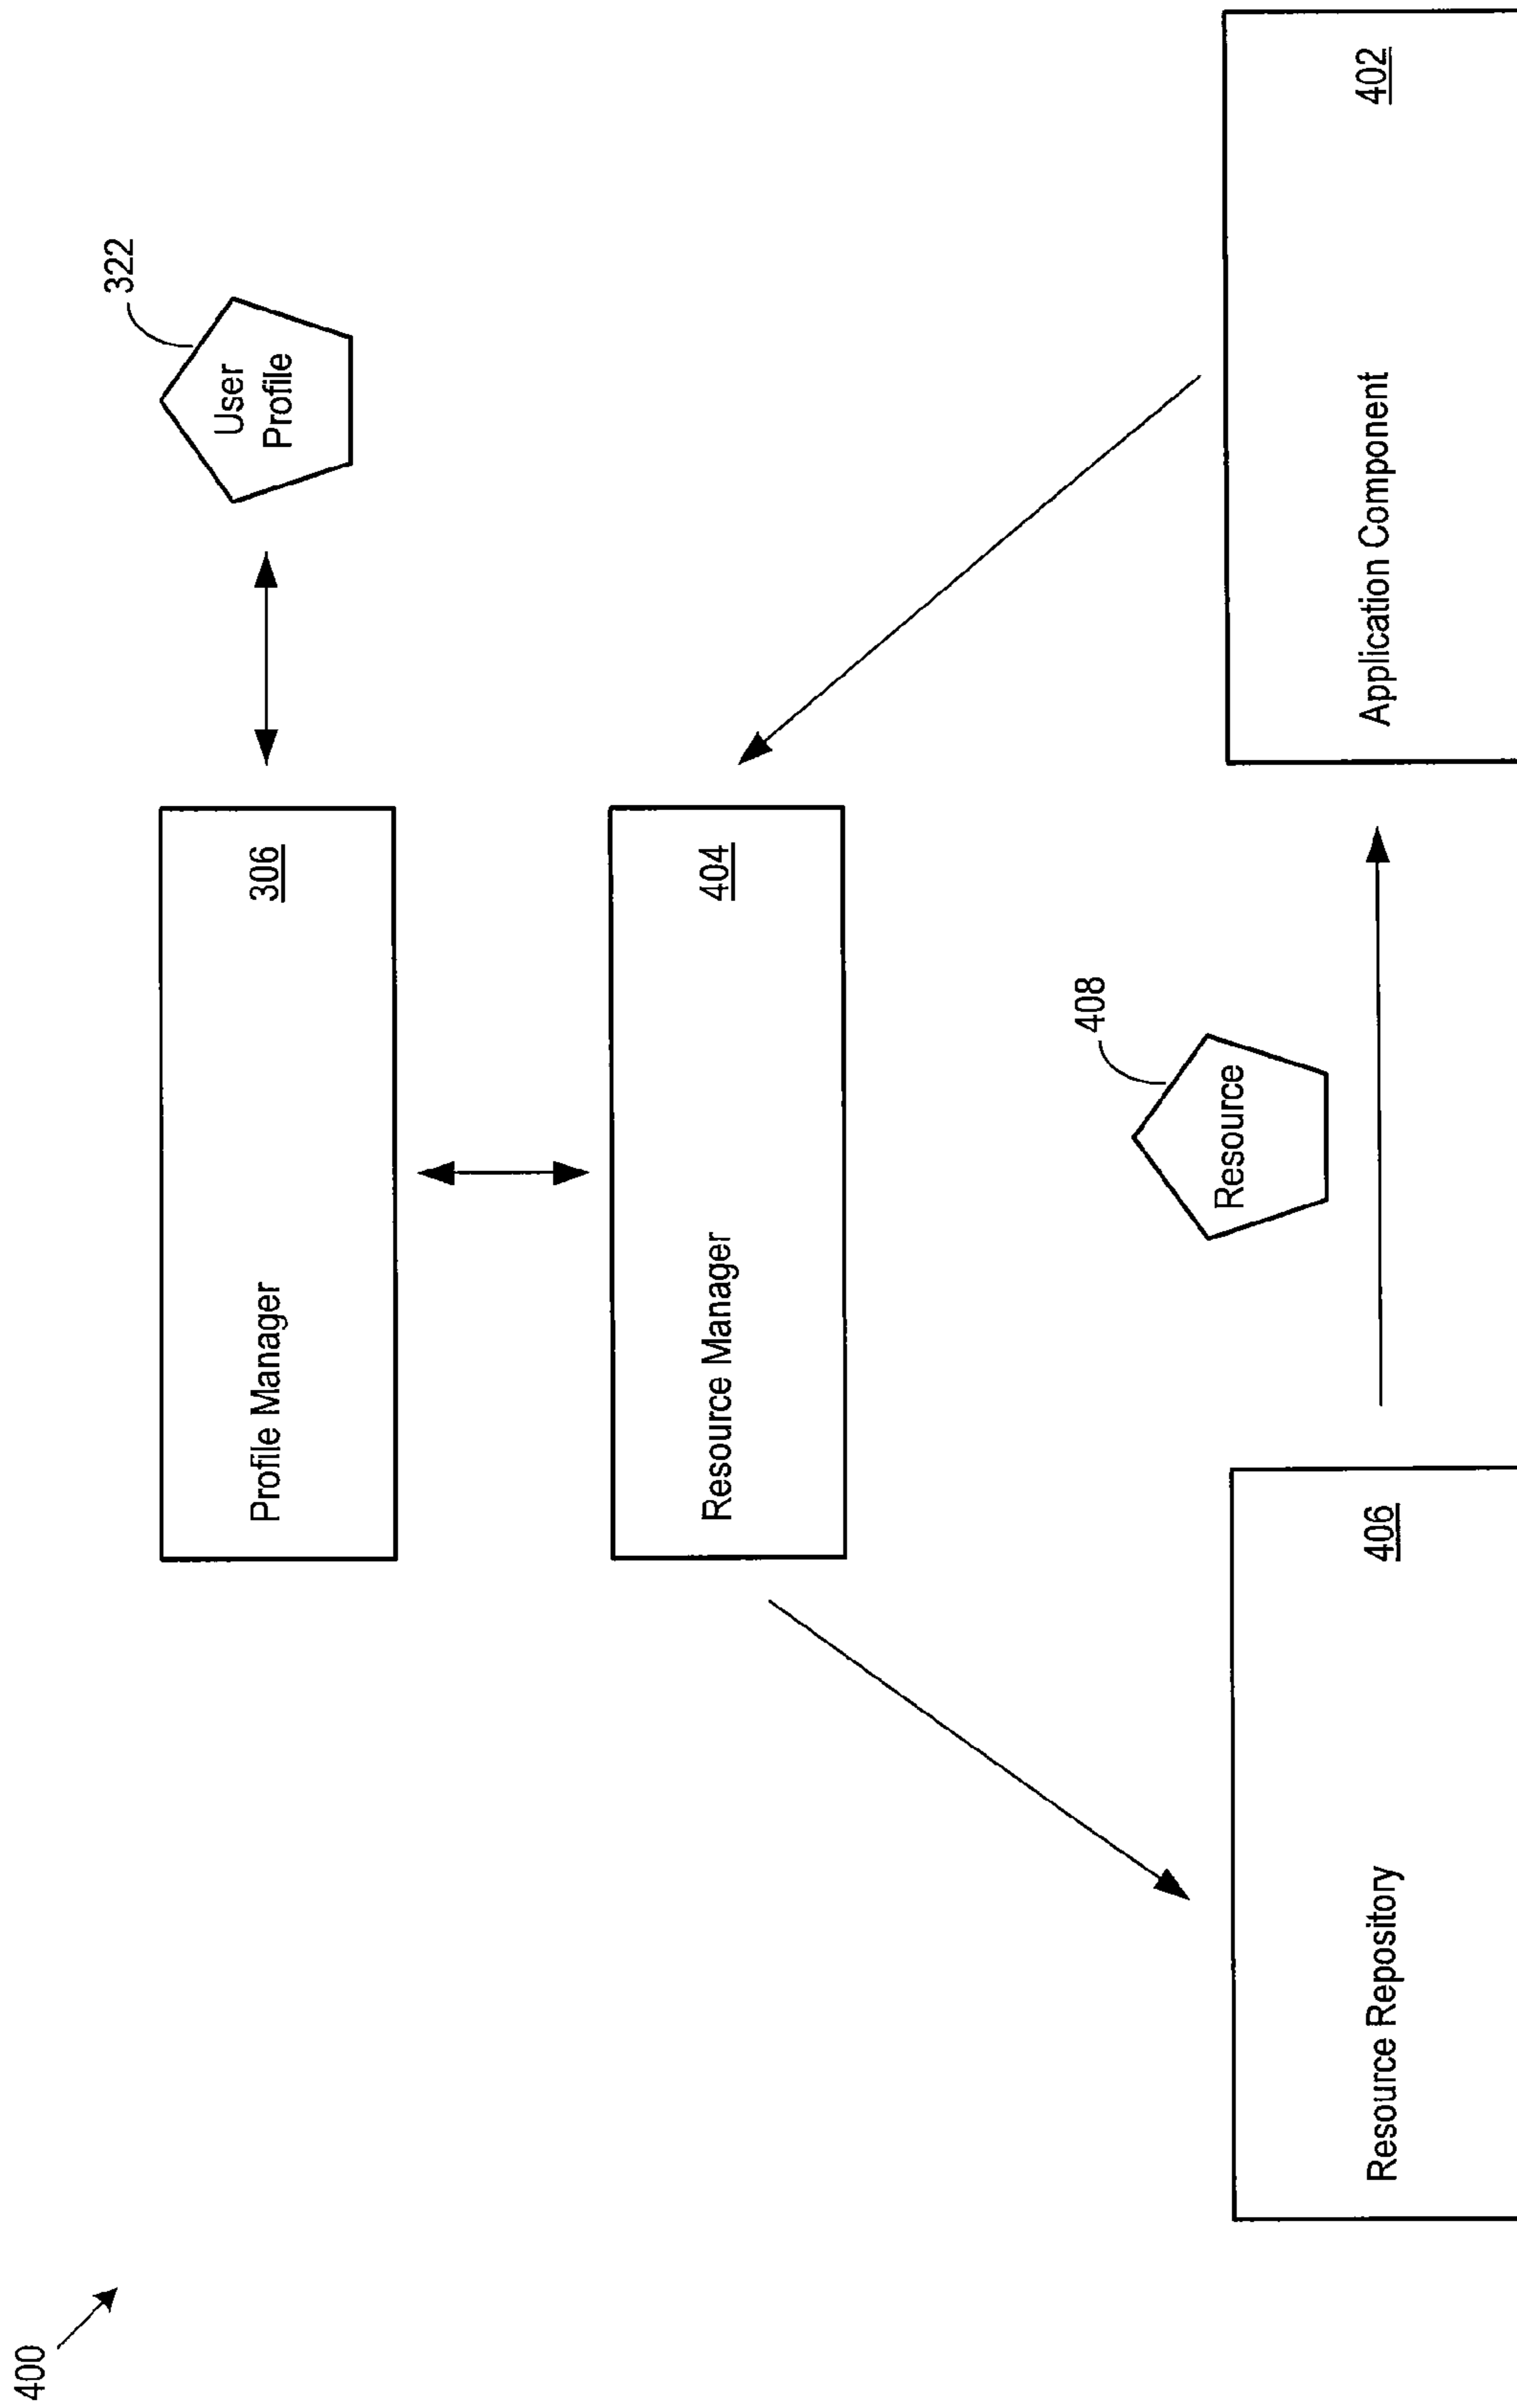 400
322
User
Profile
Profile Manager
306
Resource Manager
404
408
Resource
Resource Repository
406
Application Component
402